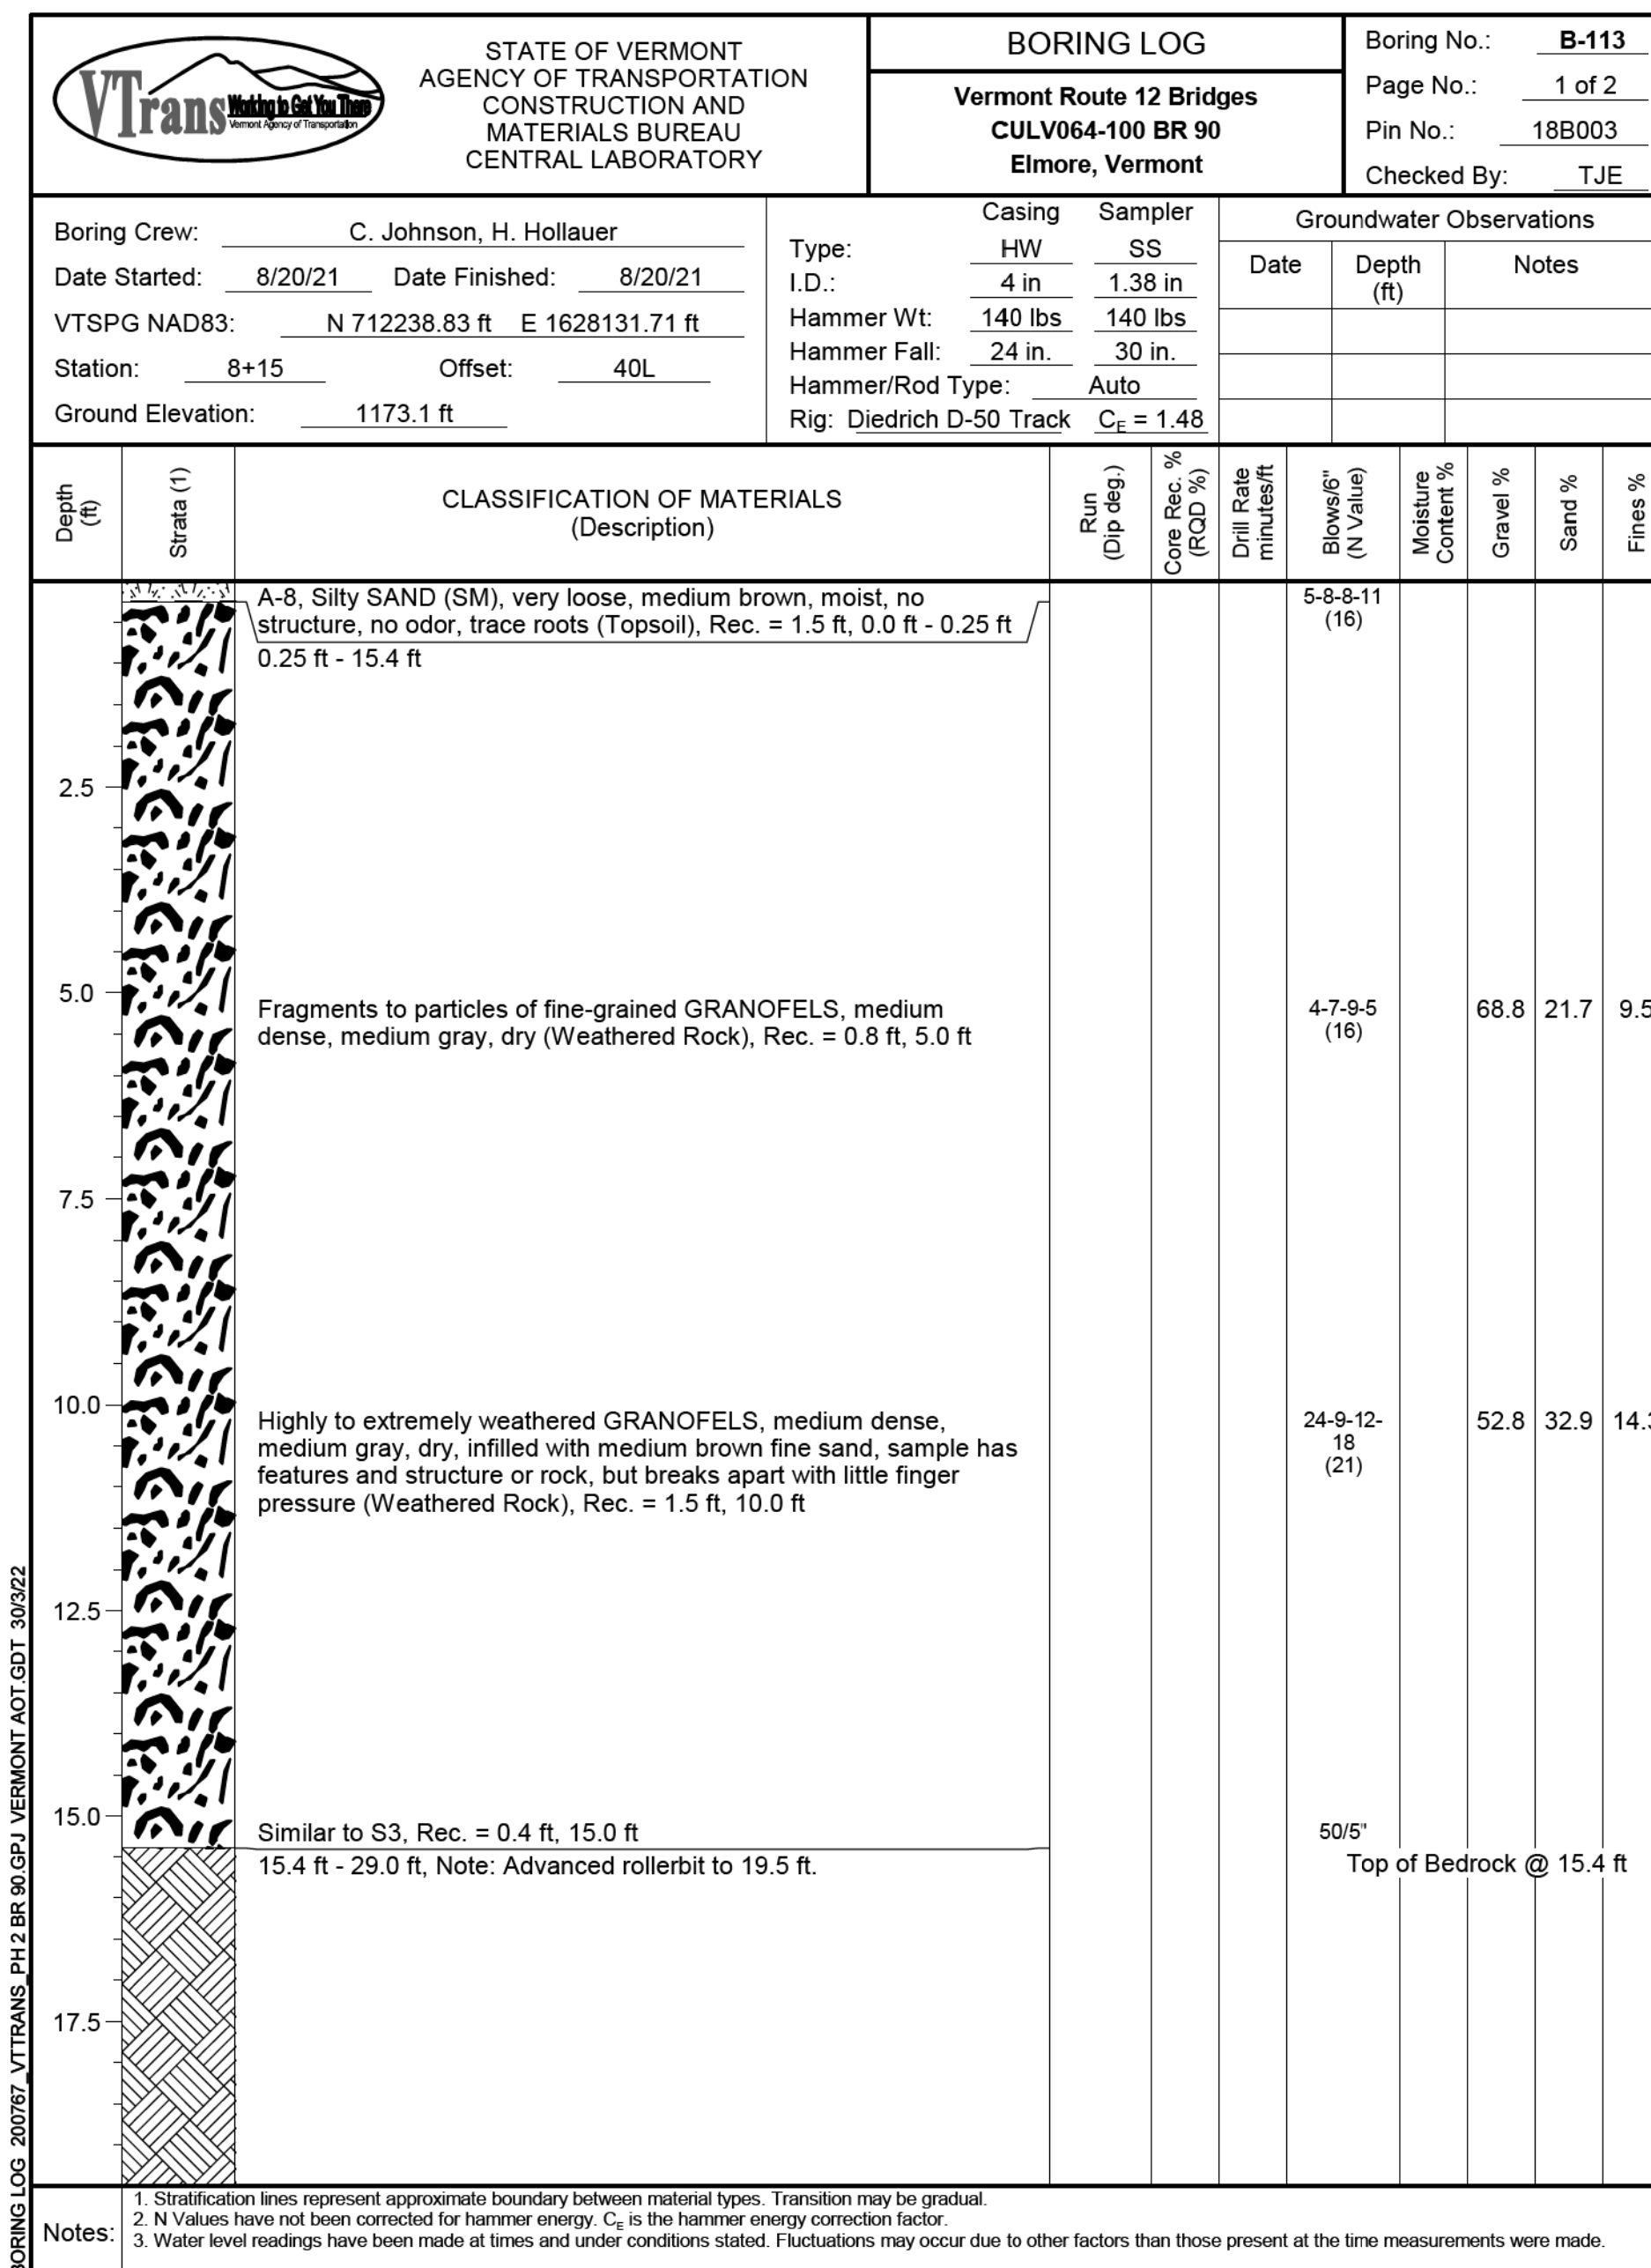 VTrans Working to Get You There
Vermont Agency of Transportation
STATE OF VERMONT
AGENCY OF TRANSPORTATION
CONSTRUCTION AND
MATERIALS BUREAU
CENTRAL LABORATORY
BORING LOG
Vermont Route 12 Bridges
CULV064-100 BR 90
Elmore, Vermont
Boring No.: B-113
Page No.: 1 of 2
Pin No.: 18B003
Checked By: TJE
Boring Crew: C. Johnson, H. Hollauer
Date Started: 8/20/21 Date Finished: 8/20/21
VTSPG NAD83: N 712238.83 ft E 1628131.71 ft
Station: 8+15 Offset: 40L
Ground Elevation: 1173.1 ft
Casing Sampler
Type: HW SS
I.D.: 4 in 1.38 in
Hammer Wt: 140 lbs 140 lbs
Hammer Fall: 24 in. 30 in.
Hammer/Rod Type: Auto
Rig: Diedrich D-50 Track CE = 1.48
Groundwater Observations
Date Depth (ft) Notes
Depth (ft)
Strata (1)
CLASSIFICATION OF MATERIALS
(Description)
Run
(Dip deg.)
Core Rec. %
(RQD %)
Drill Rate
minutes/ft
Blows/6"
(N Value)
Moisture
Content %
Gravel %
Sand %
Fines %
A-8, Silty SAND (SM), very loose, medium brown, moist, no
structure, no odor, trace roots (Topsoil), Rec. = 1.5 ft, 0.0 ft - 0.25 ft
5-8-8-11
(16)
0.25 ft - 15.4 ft
2.5
5.0
Fragments to particles of fine-grained GRANOFELS, medium
dense, medium gray, dry (Weathered Rock), Rec. = 0.8 ft, 5.0 ft
4-7-9-5
(16)
68.8 21.7 9.5
7.5
10.0
Highly to extremely weathered GRANOFELS, medium dense,
medium gray, dry, infilled with medium brown fine sand, sample has
features and structure or rock, but breaks apart with little finger
pressure (Weathered Rock), Rec. = 1.5 ft, 10.0 ft
24-9-12-
18
(21)
52.8 32.9 14.3
12.5
15.0
Similar to S3, Rec. = 0.4 ft, 15.0 ft
50/5"
15.4 ft - 29.0 ft, Note: Advanced rollerbit to 19.5 ft.
Top of Bedrock @ 15.4 ft
17.5
Notes:
1. Stratification lines represent approximate boundary between material types. Transition may be gradual.
2. N Values have not been corrected for hammer energy. CE is the hammer energy correction factor.
3. Water level readings have been made at times and under conditions stated. Fluctuations may occur due to other factors than those present at the time measurements were made.
BORING LOG 200767_VTTRANS_PH 2 BR 90.GPJ VERMONT AOT.GDT 30/3/22